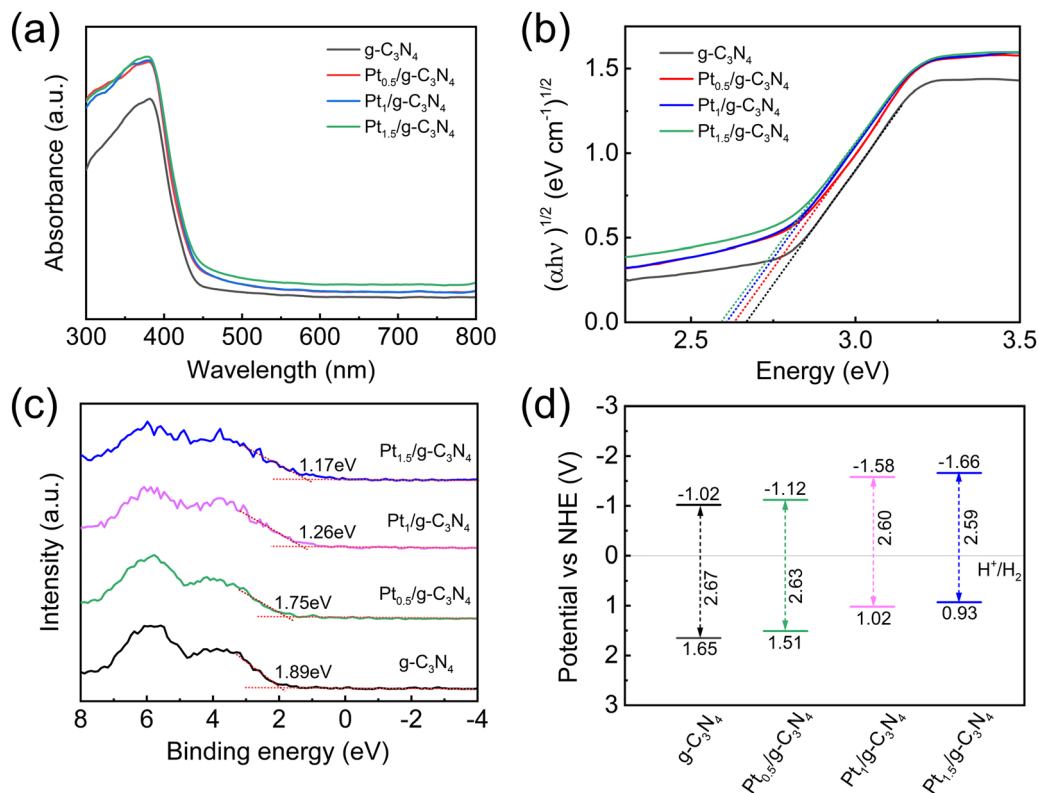 (a)
g-C₃N₄
Pt₀.₅/g-C₃N₄
Pt₁/g-C₃N₄
Pt₁.₅/g-C₃N₄
Absorbance (a.u.)
300 400 500 600 700 800
Wavelength (nm)
(b)
g-C₃N₄
Pt₀.₅/g-C₃N₄
Pt₁/g-C₃N₄
Pt₁.₅/g-C₃N₄
(αhν)¹/² (eV cm⁻¹)¹/²
1.5
1.0
0.5
0.0
2.5 3.0 3.5
Energy (eV)
(c)
Pt₁.₅/g-C₃N₄
1.17eV
Pt₁/g-C₃N₄
1.26eV
Pt₀.₅/g-C₃N₄
1.75eV
g-C₃N₄
1.89eV
Intensity (a.u.)
8 6 4 2 0 -2 -4
Binding energy (eV)
(d)
Potential vs NHE (V)
-3
-2
-1
0
1
2
3
-1.02
2.67
1.65
-1.12
2.63
1.51
-1.58
2.60
1.02
-1.66
2.59
0.93
H⁺/H₂
g-C₃N₄
Pt₀.₅/g-C₃N₄
Pt₁/g-C₃N₄
Pt₁.₅/g-C₃N₄